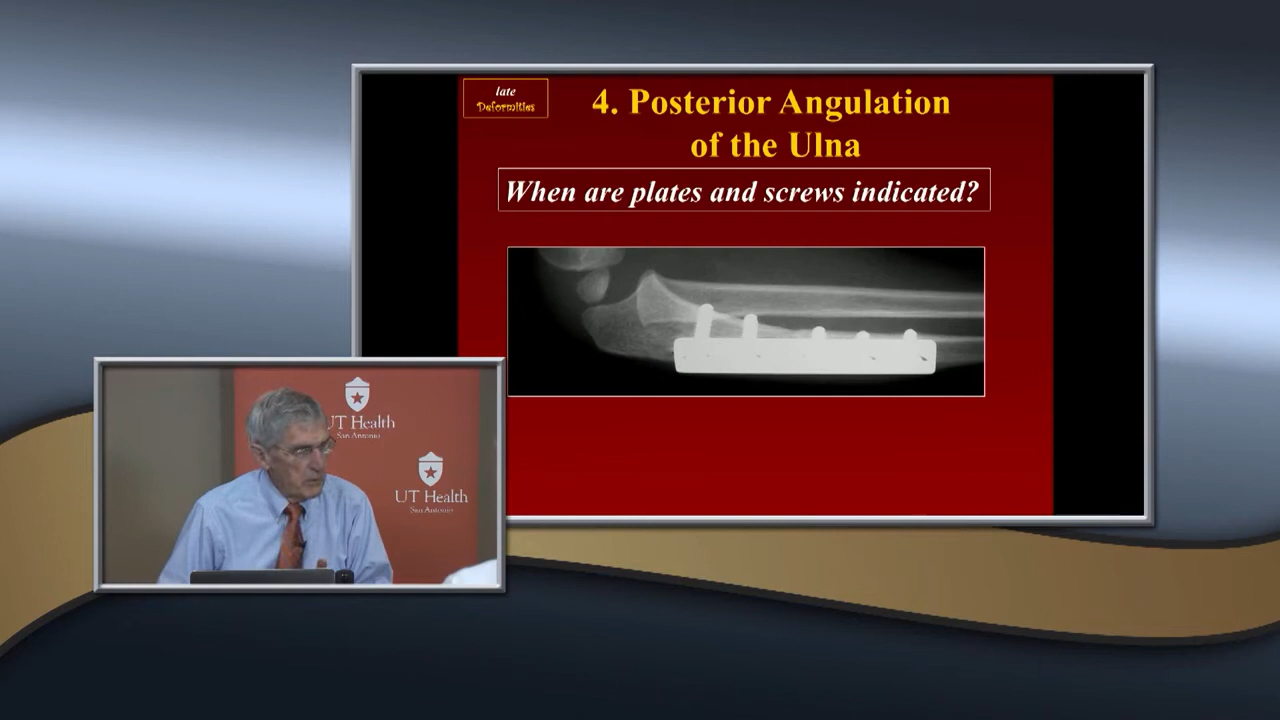 late
Deformities
4. Posterior Angulation
of the Ulna
When are plates and screws indicated?
UT Health
San Antonio
UT Health
San Antonio